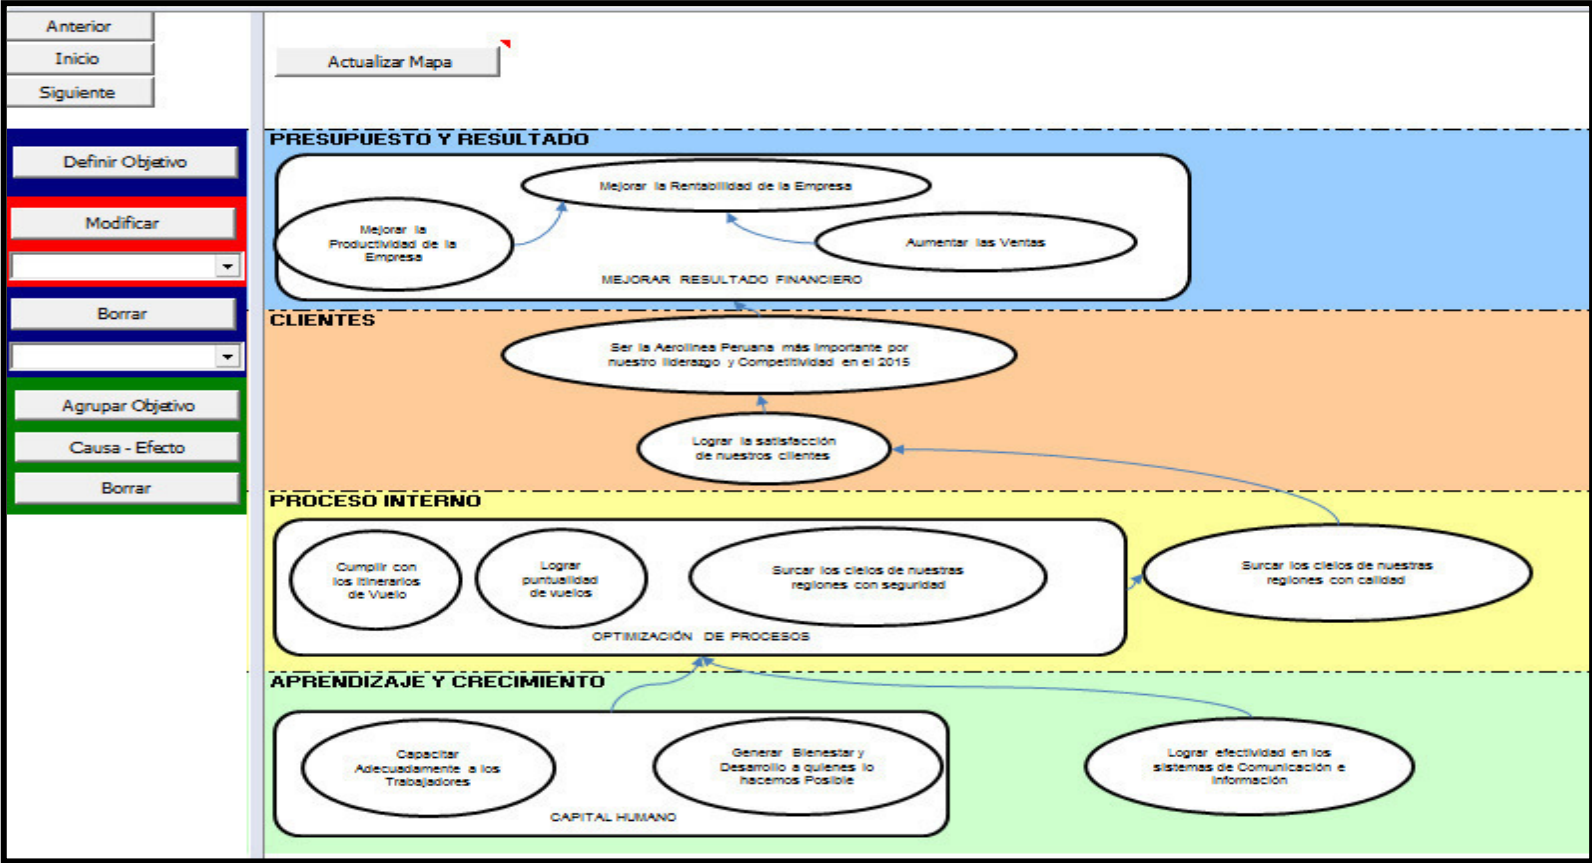 Anterior
Inicio
Siguiente
Actualizar Mapa
Definir Objetivo
Modificar
Borrar
Agrupar Objetivo
Causa - Efecto
Borrar
PRESUPUESTO Y RESULTADO
Mejorar la Rentabilidad de la Empresa
Mejorar la
Productividad de la
Empresa
Aumentar las Ventas
MEJORAR RESULTADO FINANCIERO
CLIENTES
Ser la Aerolinea Peruana más importante por
nuestro liderazgo y Competitividad en el 2015
Lograr la satisfacción
de nuestros clientes
PROCESO INTERNO
Cumplir con
los Itinerarios
de Vuelo
Lograr
puntualidad
de vuelos
Surcar los cielos de nuestras
regiones con seguridad
Surcar los cielos de nuestras
regiones con calidad
OPTIMIZACIÓN DE PROCESOS
APRENDIZAJE Y CRECIMIENTO
Capacitar
Adecuadamente a los
Trabajadores
Generar Bienestar y
Desarrollo a quienes lo
hacemos Posible
Lograr efectividad en los
sistemas de Comunicación e
Información
CAPITAL HUMANO